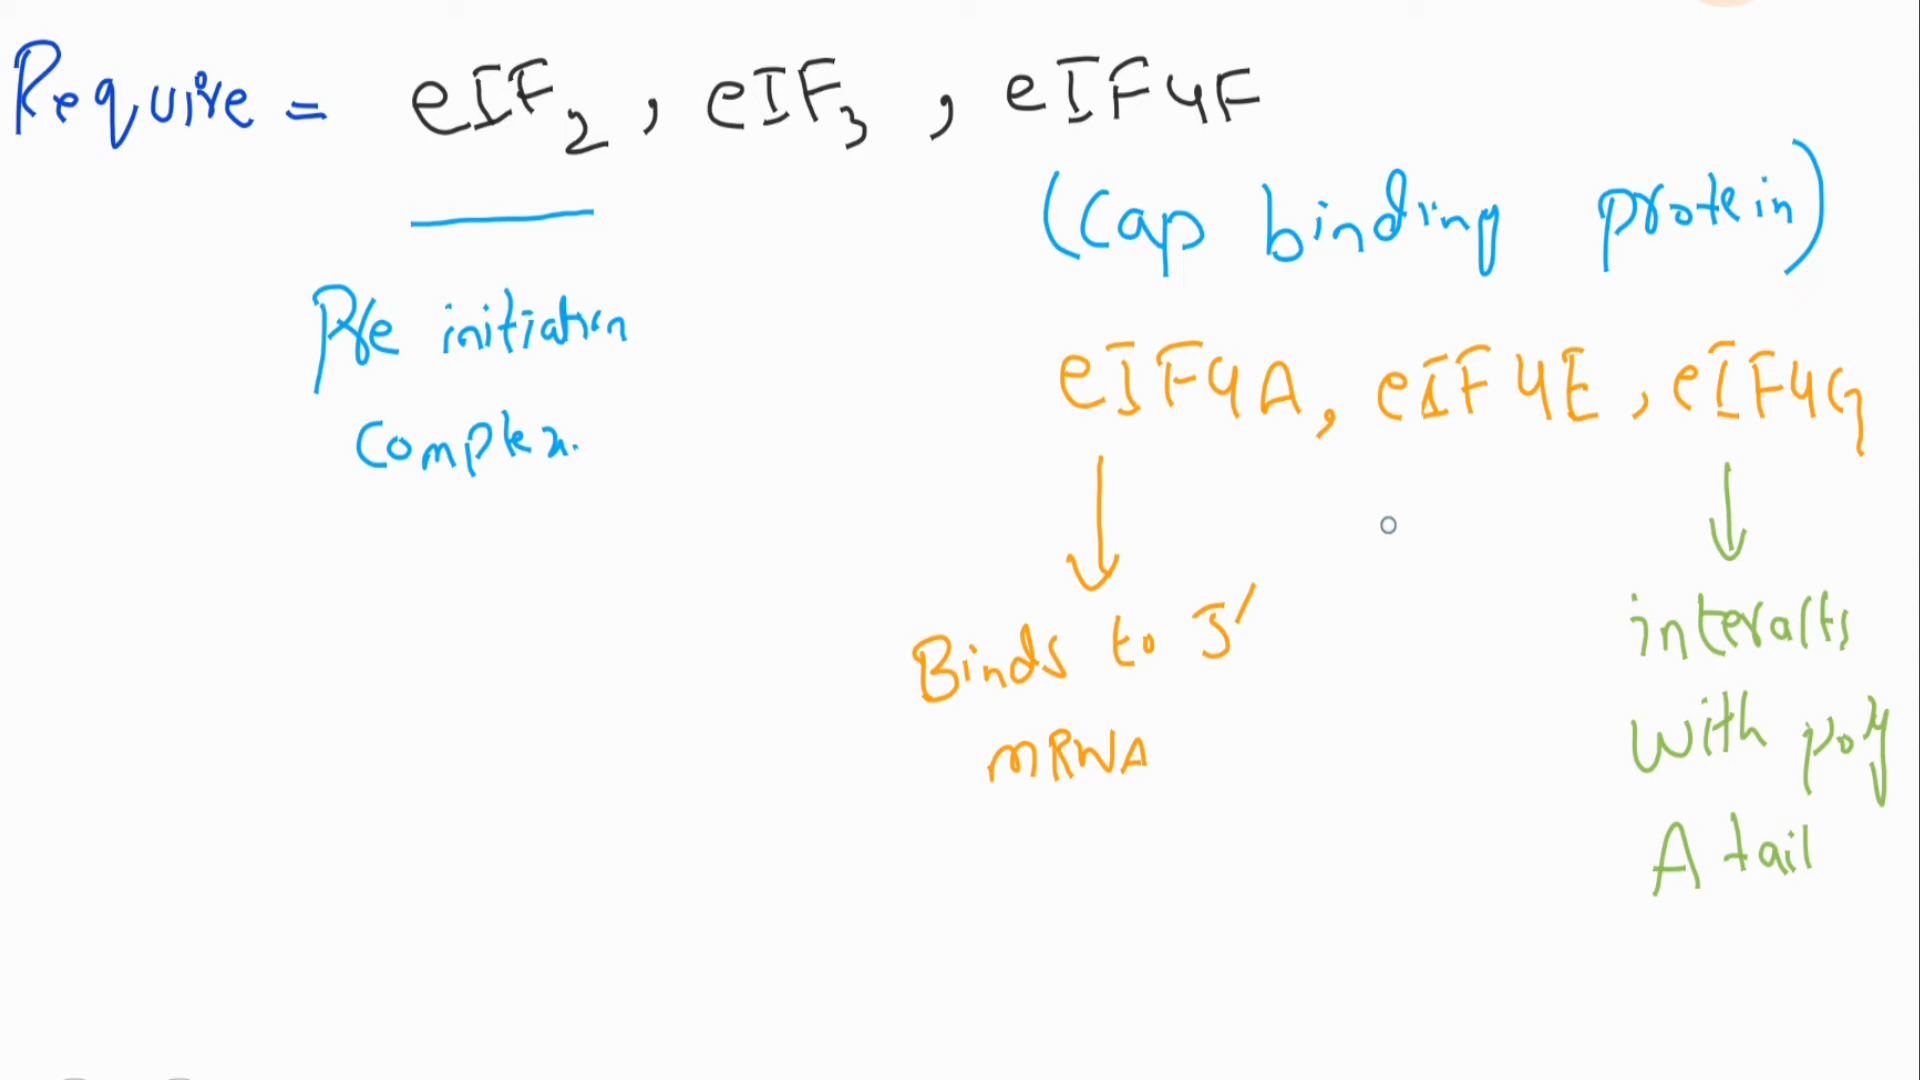 Require = eIF2, eIF3, eIF4F
(Cap binding protein)
Pre initiation
Complex.
eIF4A, eIF4E, eIF4G
Binds to 5'
mRNA
interacts
with poly
A tail